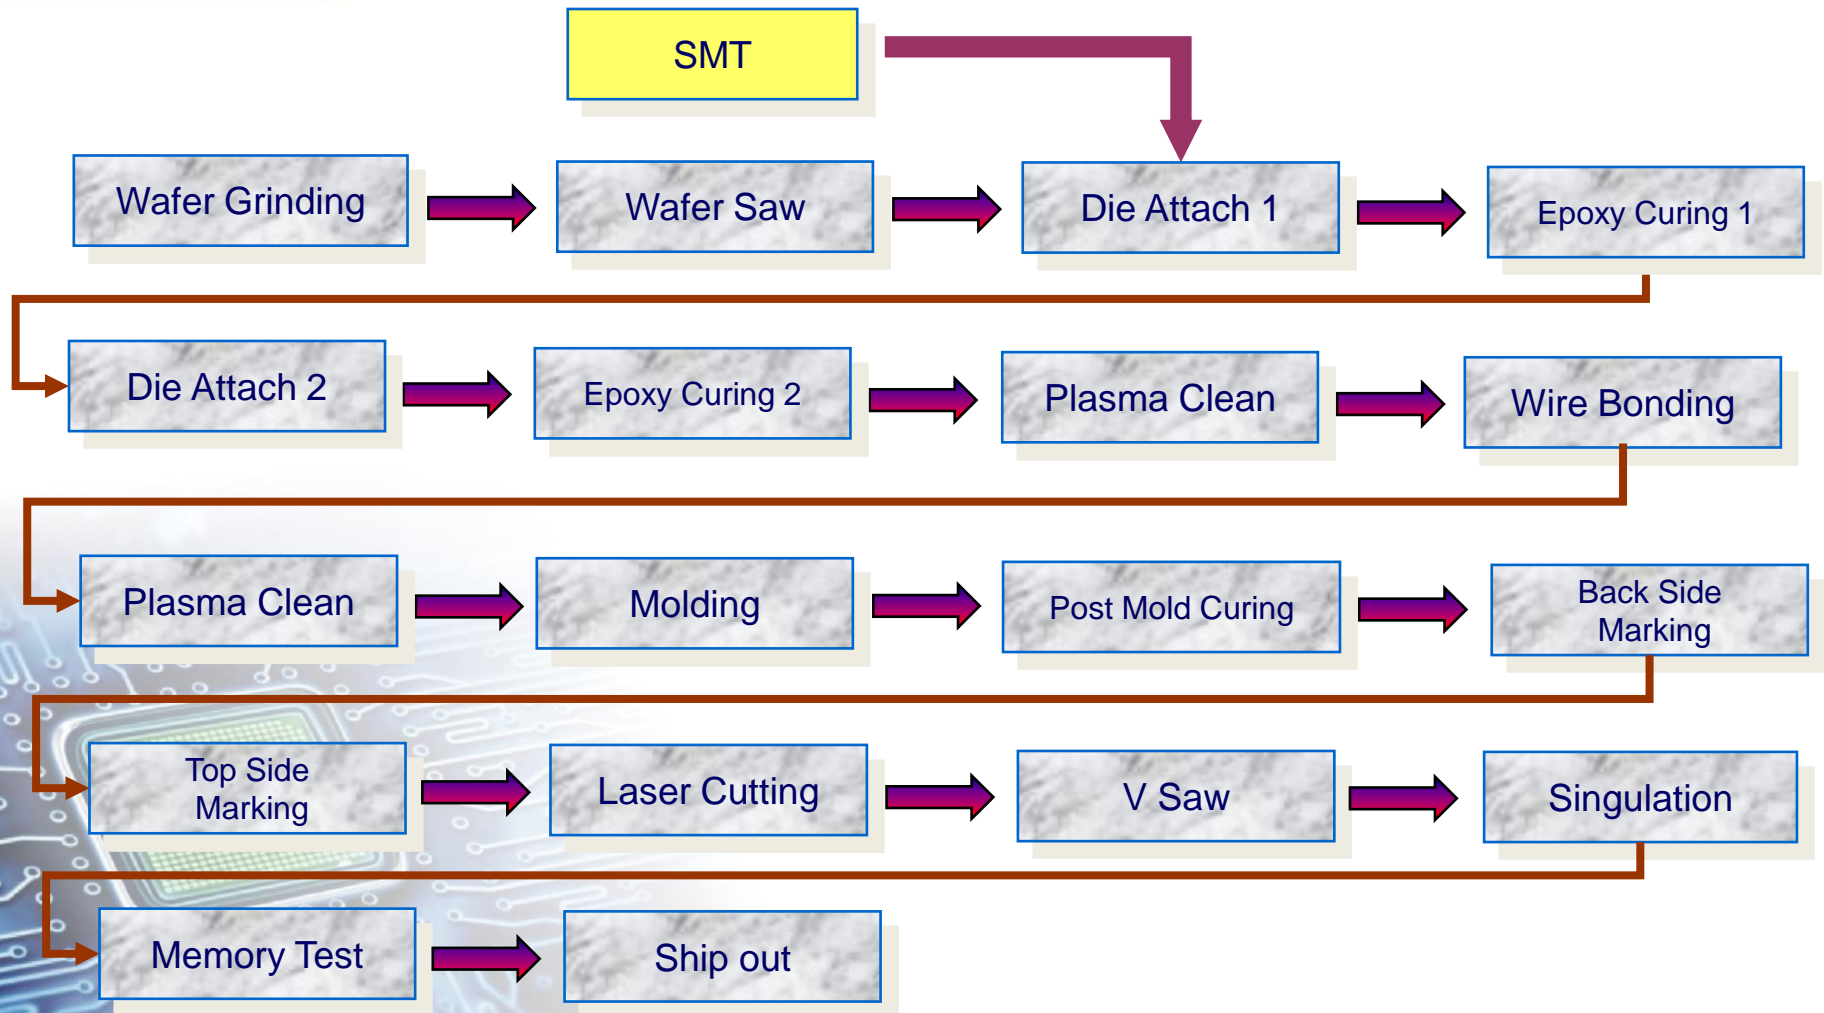 SMT
Wafer Grinding
Wafer Saw
Die Attach 1
Epoxy Curing 1
Die Attach 2
Epoxy Curing 2
Plasma Clean
Wire Bonding
Plasma Clean
Molding
Post Mold Curing
Back Side
Marking
Top Side
Marking
Laser Cutting
V Saw
Singulation
Memory Test
Ship out